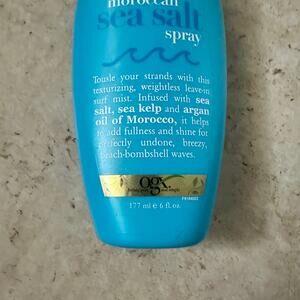 moroccan
sea salt
spray
Tousle your strands with this
texturizing, weightless leave-in
surf mist. Infused with sea
salt, sea kelp and argan
oil of Morocco, it helps
to add fullness and shine for
perfectly undone, breezy,
beach-bombshell waves.
ogx
177 ml e 6 fl.oz.